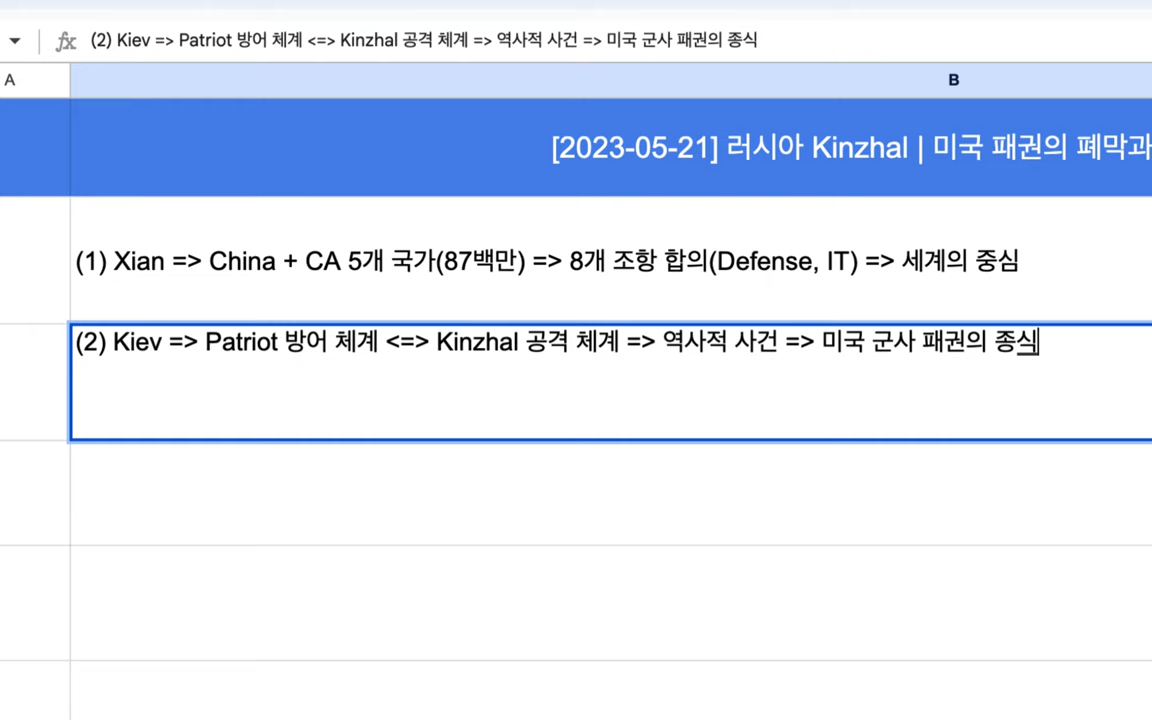 fx (2) Kiev => Patriot 방어 체계 <=> Kinzhal 공격 체계 => 역사적 사건 => 미국 군사 패권의 종식
A B
[2023-05-21] 러시아 Kinzhal | 미국 패권의 폐막과
(1) Xian => China + CA 5개 국가(87백만) => 8개 조항 합의(Defense, IT) => 세계의 중심
(2) Kiev => Patriot 방어 체계 <=> Kinzhal 공격 체계 => 역사적 사건 => 미국 군사 패권의 종식